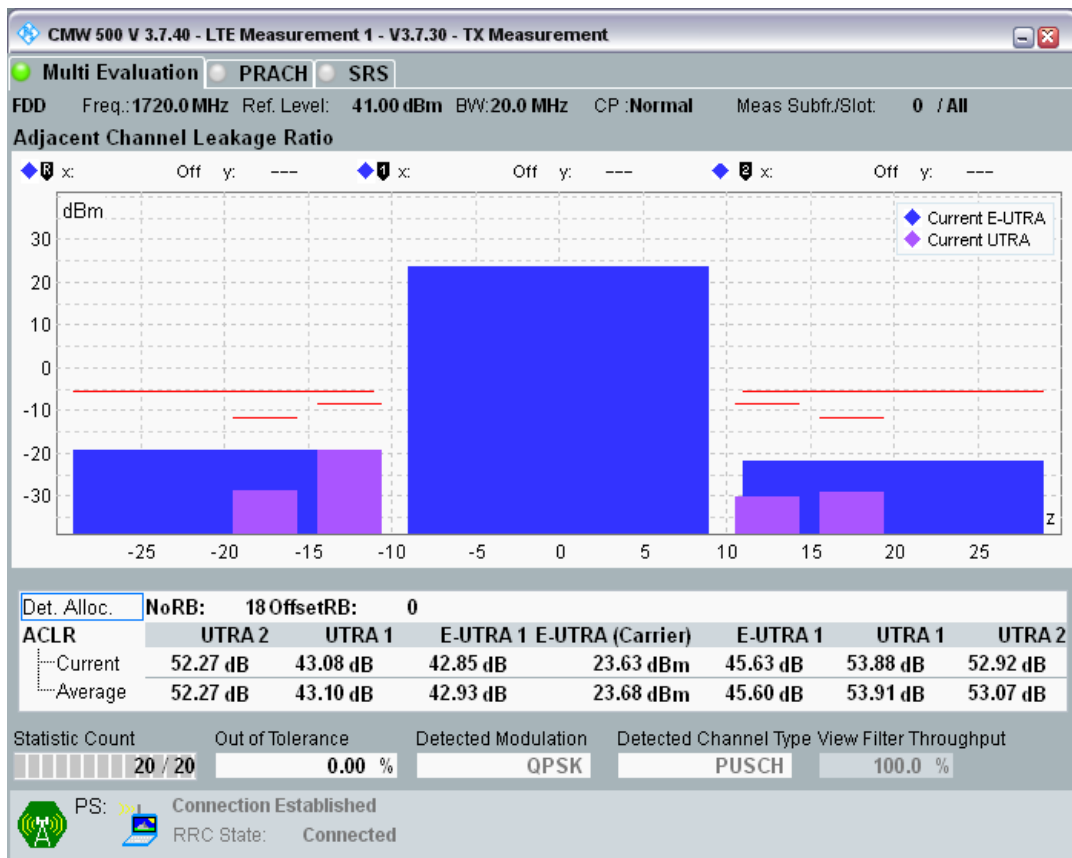 CMW 500 V 3.7.40 - LTE Measurement 1 - V3.7.30 - TX Measurement
Multi Evaluation PRACH SRS
FDD Freq.: 1720.0 MHz Ref. Level: 41.00 dBm BW: 20.0 MHz CP : Normal Meas Subfr./Slot: 0 / All
Adjacent Channel Leakage Ratio
R x: Off y: --- 1 x: Off y: --- 2 x: Off y: ---
dBm
Current E-UTRA
Current UTRA
30
20
10
0
-10
-20
-30
z
-25 -20 -15 -10 -5 0 5 10 15 20 25
Det. Alloc. NoRB: 18 OffsetRB: 0
ACLR UTRA 2 UTRA 1 E-UTRA 1 E-UTRA (Carrier) E-UTRA 1 UTRA 1 UTRA 2
Current 52.27 dB 43.08 dB 42.85 dB 23.63 dBm 45.63 dB 53.88 dB 52.92 dB
Average 52.27 dB 43.10 dB 42.93 dB 23.68 dBm 45.60 dB 53.91 dB 53.07 dB
Statistic Count Out of Tolerance Detected Modulation Detected Channel Type View Filter Throughput
20 / 20 0.00 % QPSK PUSCH 100.0 %
PS: Connection Established
RRC State: Connected